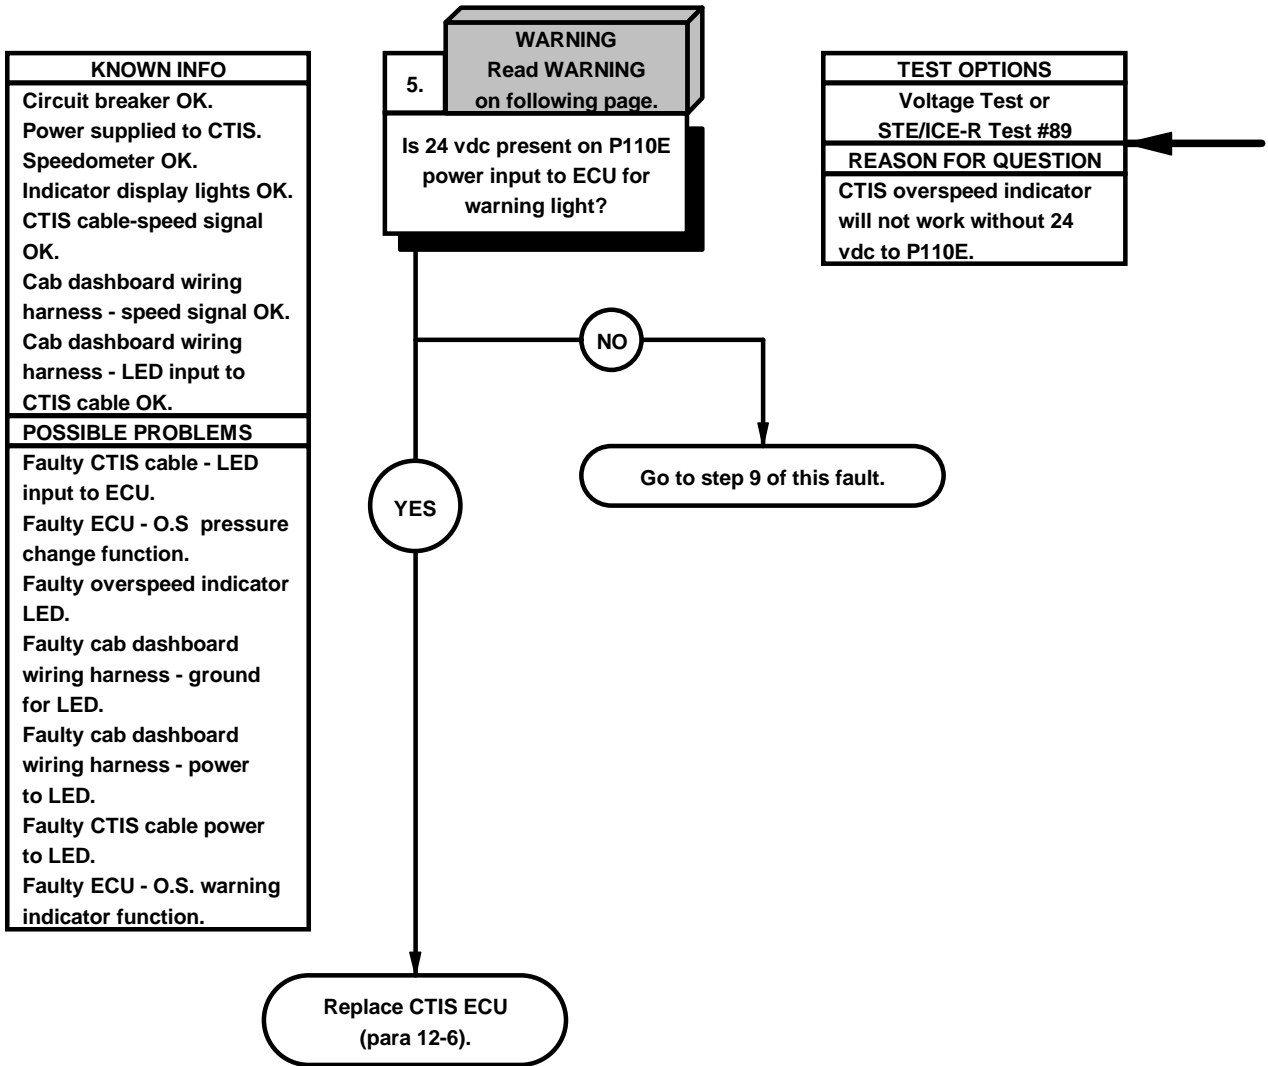 KNOWN INFO
Circuit breaker OK.
Power supplied to CTIS.
Speedometer OK.
Indicator display lights OK.
CTIS cable-speed signal
OK.
Cab dashboard wiring
harness - speed signal OK.
Cab dashboard wiring
harness - LED input to
CTIS cable OK.
POSSIBLE PROBLEMS
Faulty CTIS cable - LED
input to ECU.
Faulty ECU - O.S pressure
change function.
Faulty overspeed indicator
LED.
Faulty cab dashboard
wiring harness - ground
for LED.
Faulty cab dashboard
wiring harness - power
to LED.
Faulty CTIS cable power
to LED.
Faulty ECU - O.S. warning
indicator function.
WARNING
Read WARNING
on following page.
5.
Is 24 vdc present on P110E
power input to ECU for
warning light?
TEST OPTIONS
Voltage Test or
STE/ICE-R Test #89
REASON FOR QUESTION
CTIS overspeed indicator
will not work without 24
vdc to P110E.
NO
Go to step 9 of this fault.
YES
Replace CTIS ECU
(para 12-6).